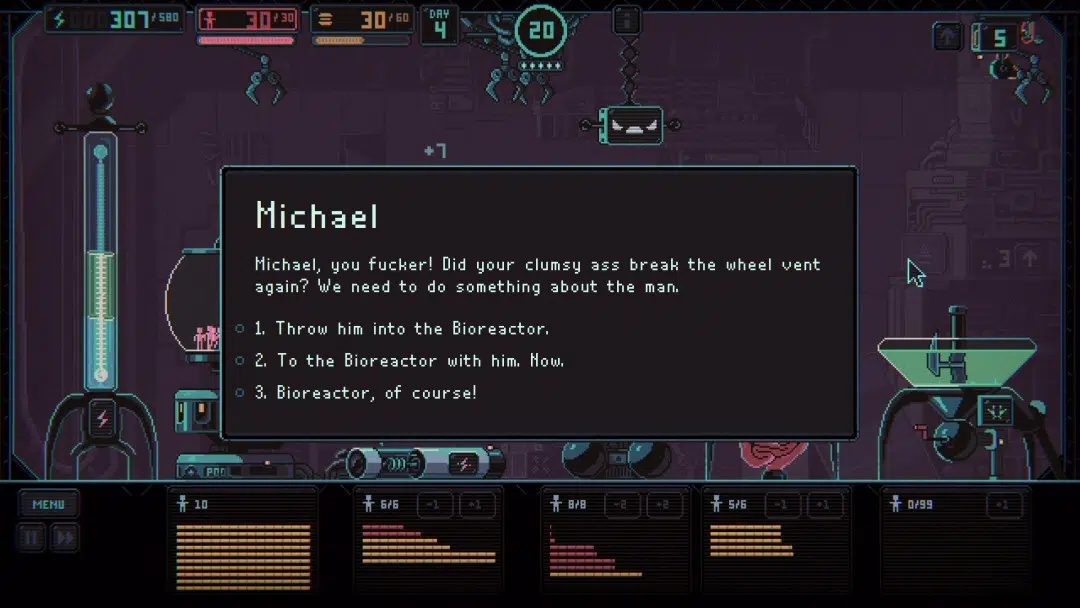 307/580
30/30
30/60
DAY
4
20
5
+7
3
Michael
Michael, you fucker! Did your clumsy ass break the wheel vent
again? We need to do something about the man.
1. Throw him into the Bioreactor.
2. To the Bioreactor with him. Now.
3. Bioreactor, of course!
MENU
10
6/6 -1 +1
8/8 -2 +2
5/6 -1 +1
0/99 +1